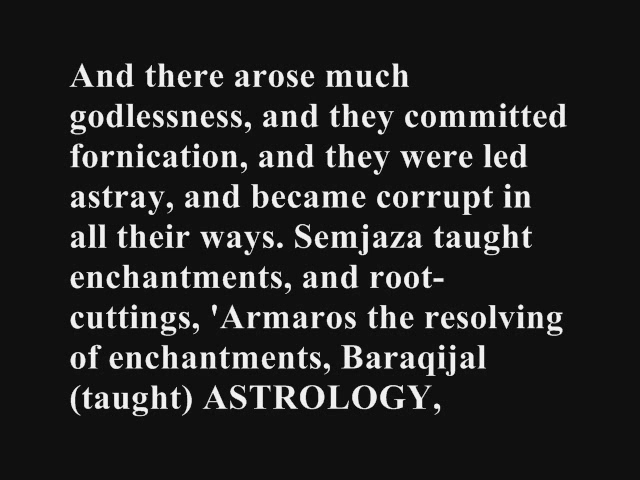 And there arose much
godlessness, and they committed
fornication, and they were led
astray, and became corrupt in
all their ways. Semjaza taught
enchantments, and root-
cuttings, 'Armaros the resolving
of enchantments, Baraqijal
(taught) ASTROLOGY,